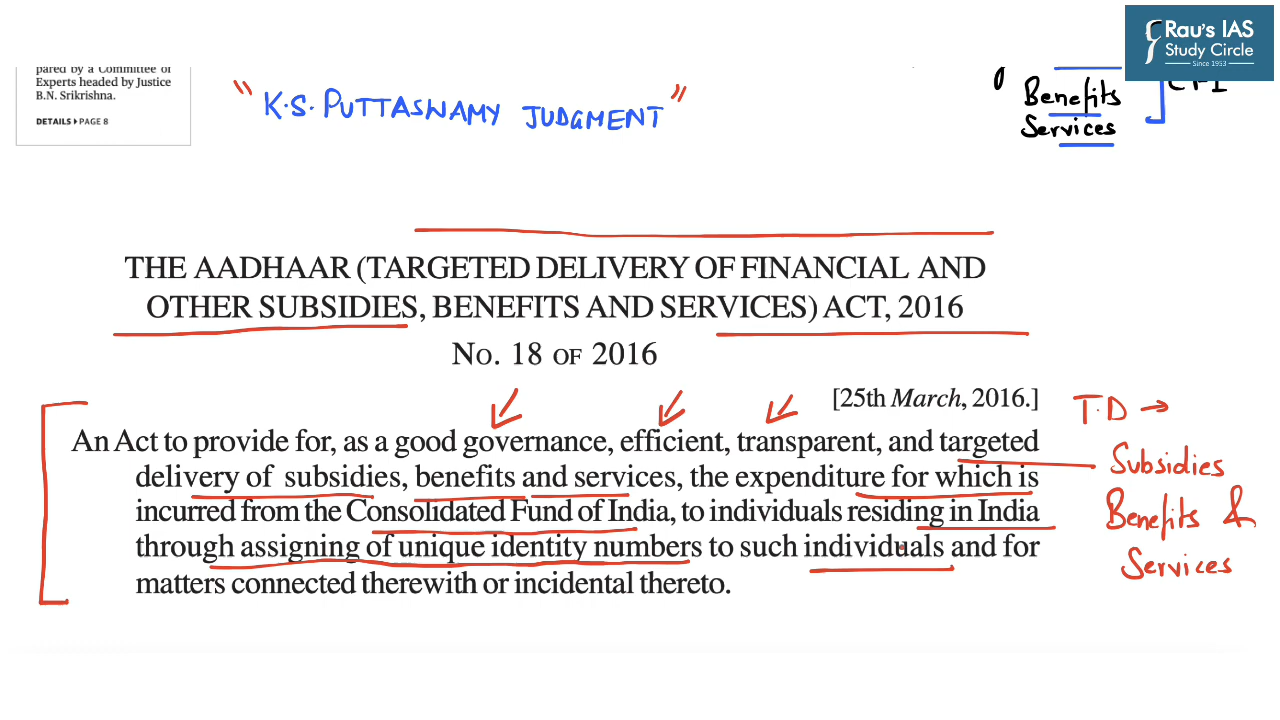 Rau's IAS
Study Circle
Since 1953
pared by a Committee of
Experts headed by Justice
B.N. Srikrishna.
DETAILS ▸ PAGE 8
"K.S. PUTTASWAMY JUDGMENT"
Benefits
Services
THE AADHAAR (TARGETED DELIVERY OF FINANCIAL AND
OTHER SUBSIDIES, BENEFITS AND SERVICES) ACT, 2016
NO. 18 OF 2016
[25th March, 2016.]
An Act to provide for, as a good governance, efficient, transparent, and targeted
delivery of subsidies, benefits and services, the expenditure for which is
incurred from the Consolidated Fund of India, to individuals residing in India
through assigning of unique identity numbers to such individuals and for
matters connected therewith or incidental thereto.
T.D →
Subsidies
Benefits &
Services